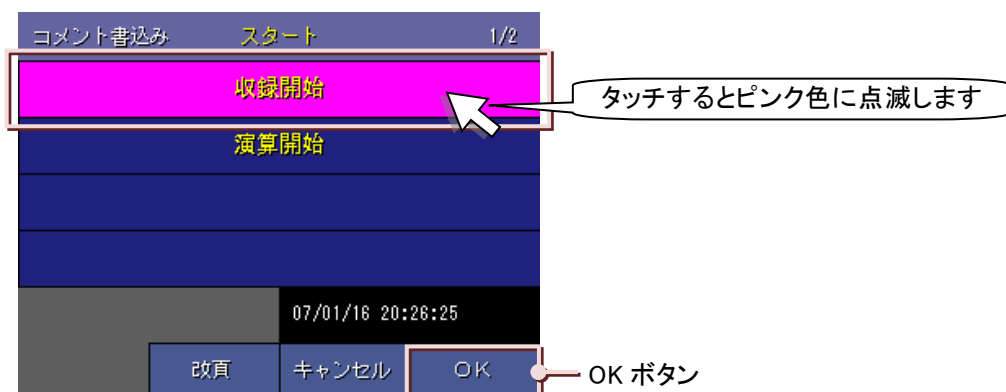 コメント書込み スタート 1/2
収録開始
タッチするとピンク色に点滅します
演算開始
07/01/16 20:26:25
改頁 キャンセル OK
OK ボタン